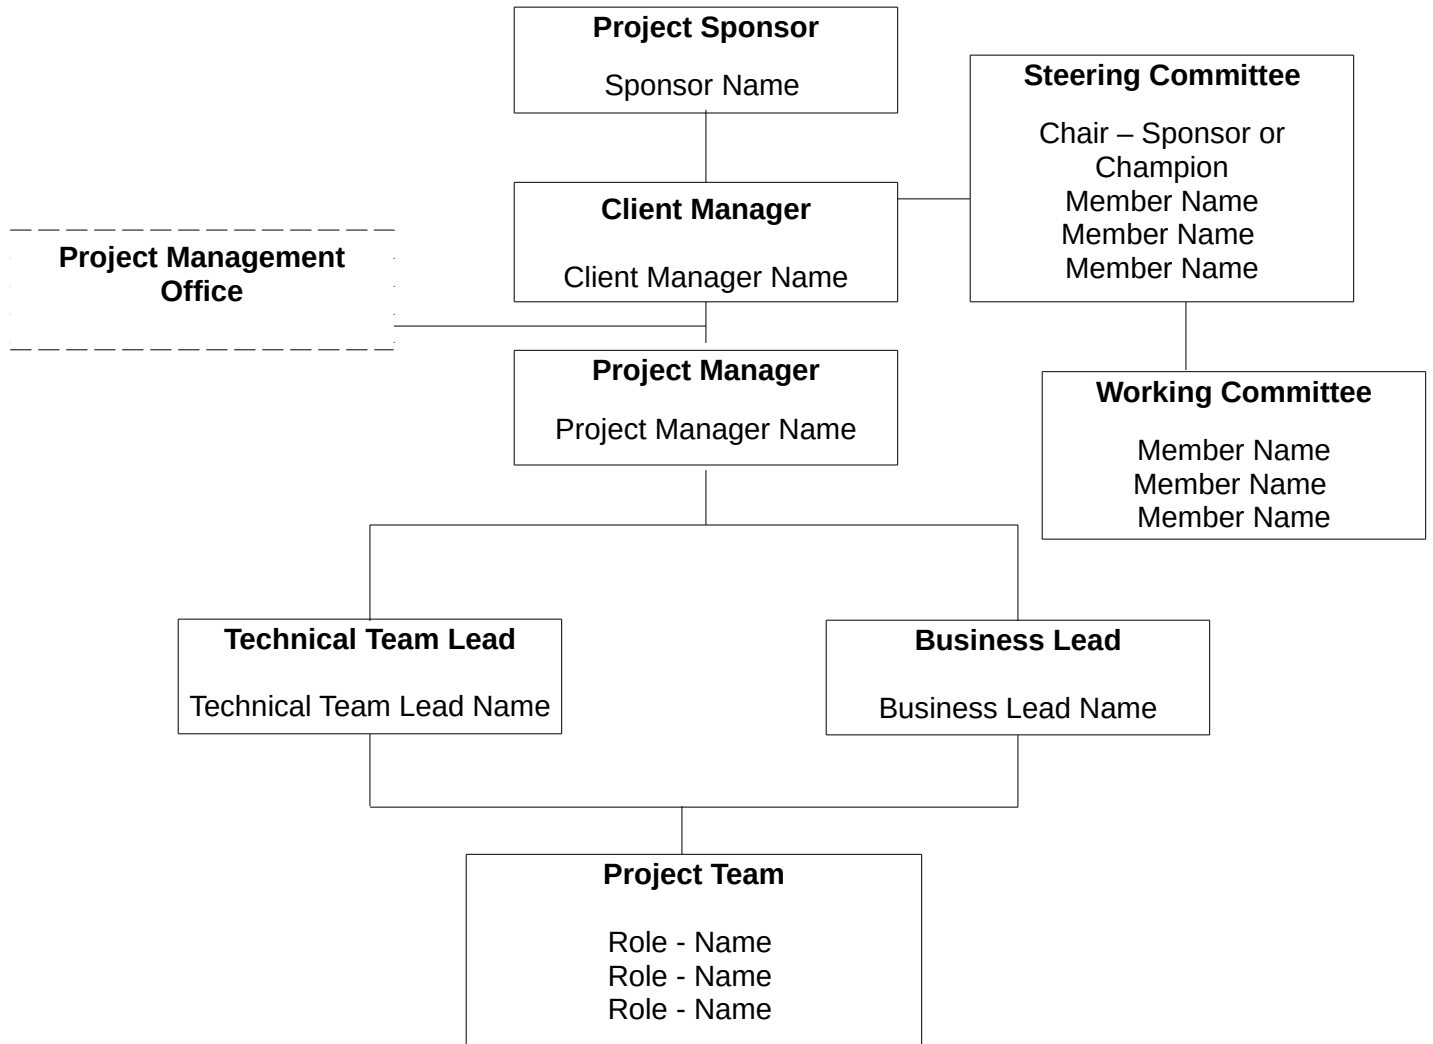 Project Sponsor
Sponsor Name
Steering Committee
Chair – Sponsor or
Champion
Member Name
Member Name
Member Name
Client Manager
Client Manager Name
Project Management
Office
Project Manager
Project Manager Name
Working Committee
Member Name
Member Name
Member Name
Technical Team Lead
Technical Team Lead Name
Business Lead
Business Lead Name
Project Team
Role - Name
Role - Name
Role - Name